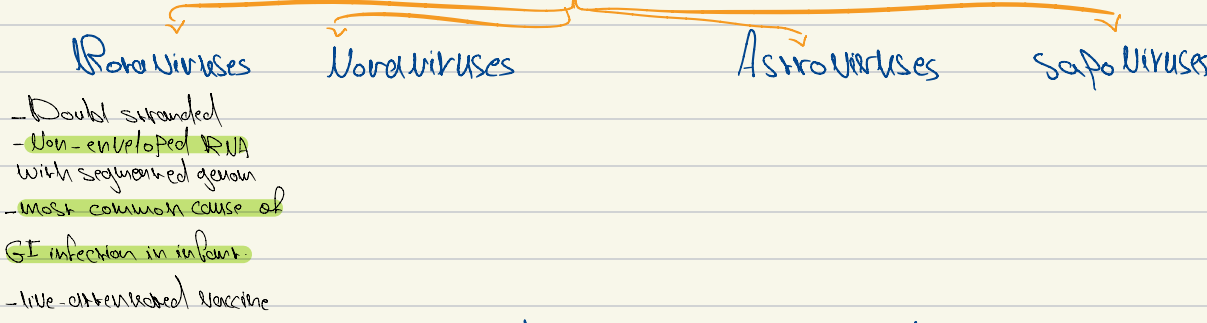 Rotaviruses Noroviruses Astroviruses Sapoviruses
- Doubl stranded
- Non-enveloped RNA
with segmented genom
- most common cause of
GI infection in infant.
- live-attenuated vaccine